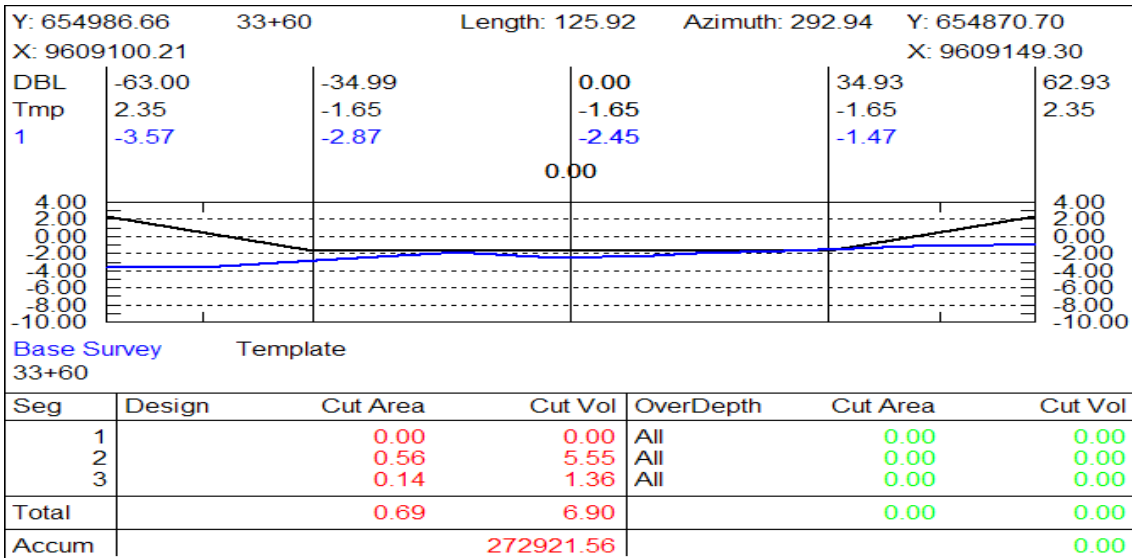 Y: 654986.66 33+60 Length: 125.92 Azimuth: 292.94 Y: 654870.70
X: 9609100.21 X: 9609149.30
DBL -63.00 -34.99 0.00 34.93 62.93
Tmp 2.35 -1.65 -1.65 -1.65 2.35
1 -3.57 -2.87 -2.45 -1.47
0.00
4.00 4.00
2.00 2.00
0.00 0.00
-2.00 -2.00
-4.00 -4.00
-6.00 -6.00
-8.00 -8.00
-10.00 -10.00
Base Survey Template
33+60
Seg Design Cut Area Cut Vol OverDepth Cut Area Cut Vol
1 0.00 0.00 All 0.00 0.00
2 0.56 5.55 All 0.00 0.00
3 0.14 1.36 All 0.00 0.00
Total 0.69 6.90 0.00 0.00
Accum 272921.56 0.00